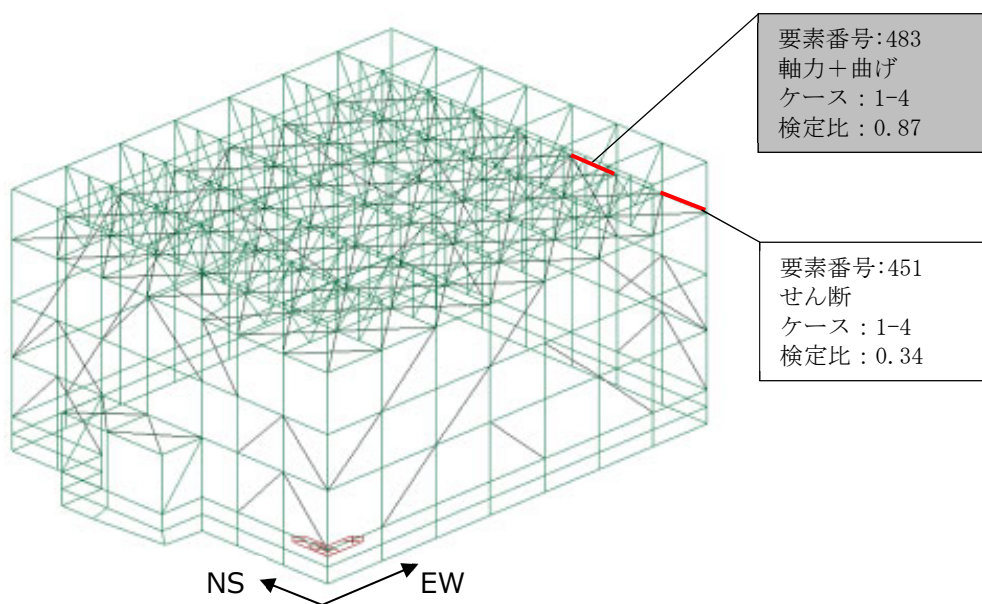 要素番号:483
軸力＋曲げ
ケース：1-4
検定比：0.87
要素番号:451
せん断
ケース：1-4
検定比：0.34
NS
EW